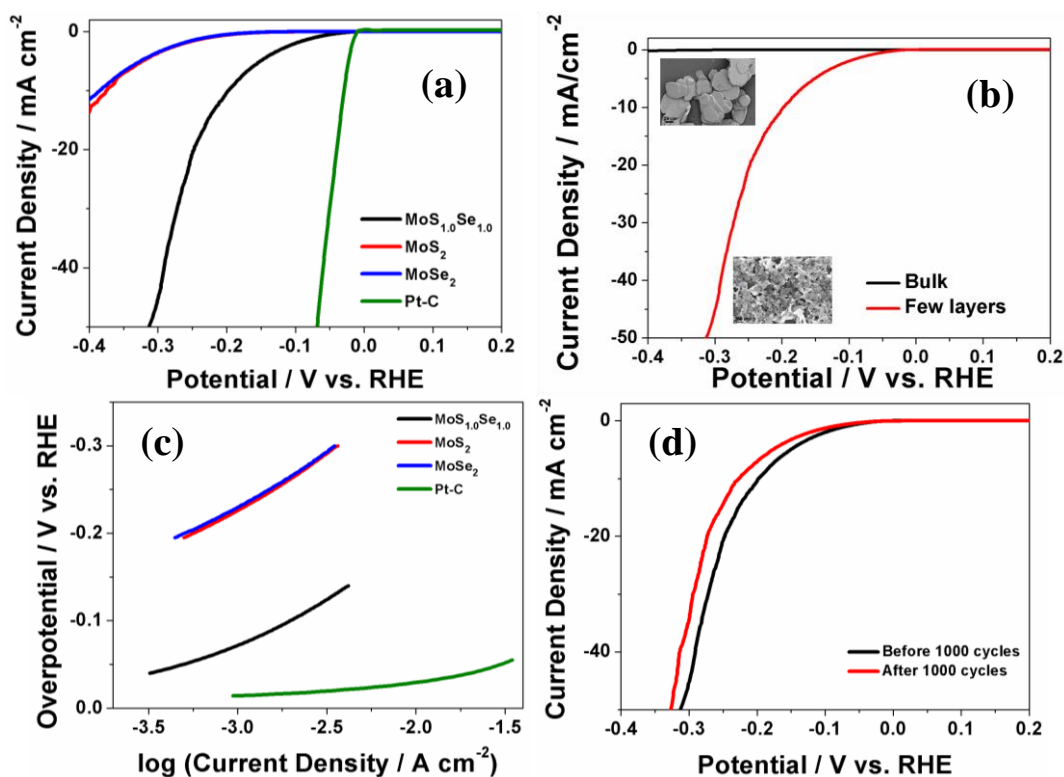 (a)
0
-20
-40
-0.4 -0.3 -0.2 -0.1 0.0 0.1 0.2
Current Density / mA cm-2
Potential / V vs. RHE
MoS1.0Se1.0
MoS2
MoSe2
Pt-C
(b)
0
-10
-20
-30
-40
-50
-0.4 -0.3 -0.2 -0.1 0.0 0.1 0.2
Current Density / mA/cm-2
Potential / V vs. RHE
Bulk
Few layers
(c)
-0.3
-0.2
-0.1
0.0
-3.5 -3.0 -2.5 -2.0 -1.5
Overpotential / V vs. RHE
log (Current Density / A cm-2)
MoS1.0Se1.0
MoS2
MoSe2
Pt-C
(d)
0
-20
-40
-0.4 -0.3 -0.2 -0.1 0.0 0.1 0.2
Current Density / mA cm-2
Potential / V vs. RHE
Before 1000 cycles
After 1000 cycles